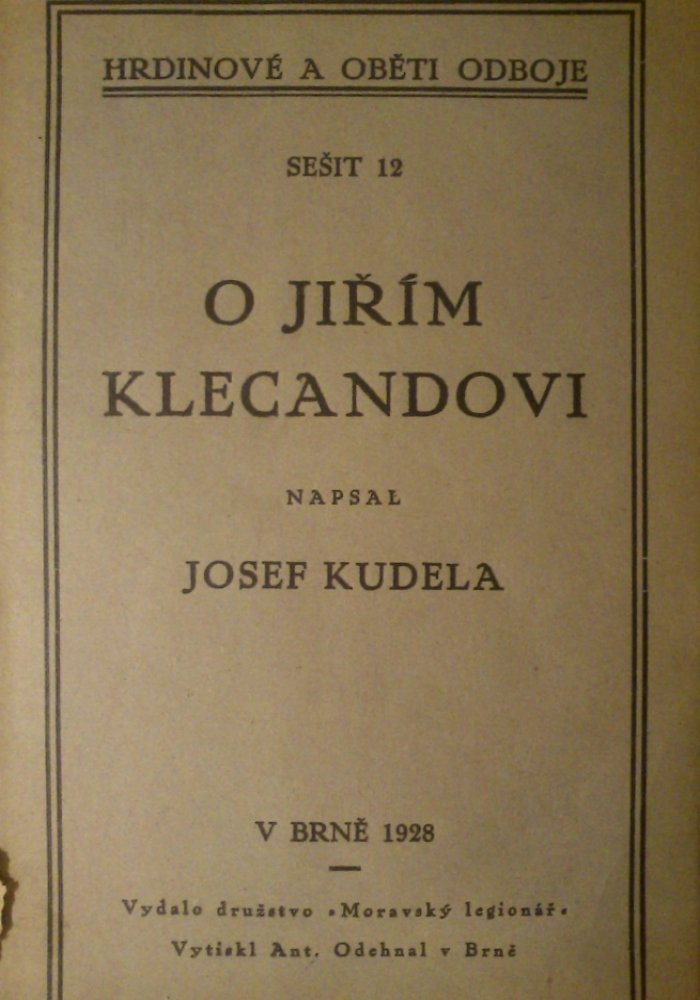 HRDINOVÉ A OBĚTI ODBOJE
SEŠIT 12
O JIŘÍM
KLECANDOVI
NAPSAL
JOSEF KUDELA
V BRNĚ 1928
Vydalo družstvo »Moravský legionář«
Vytiskl Ant. Odehnal v Brně